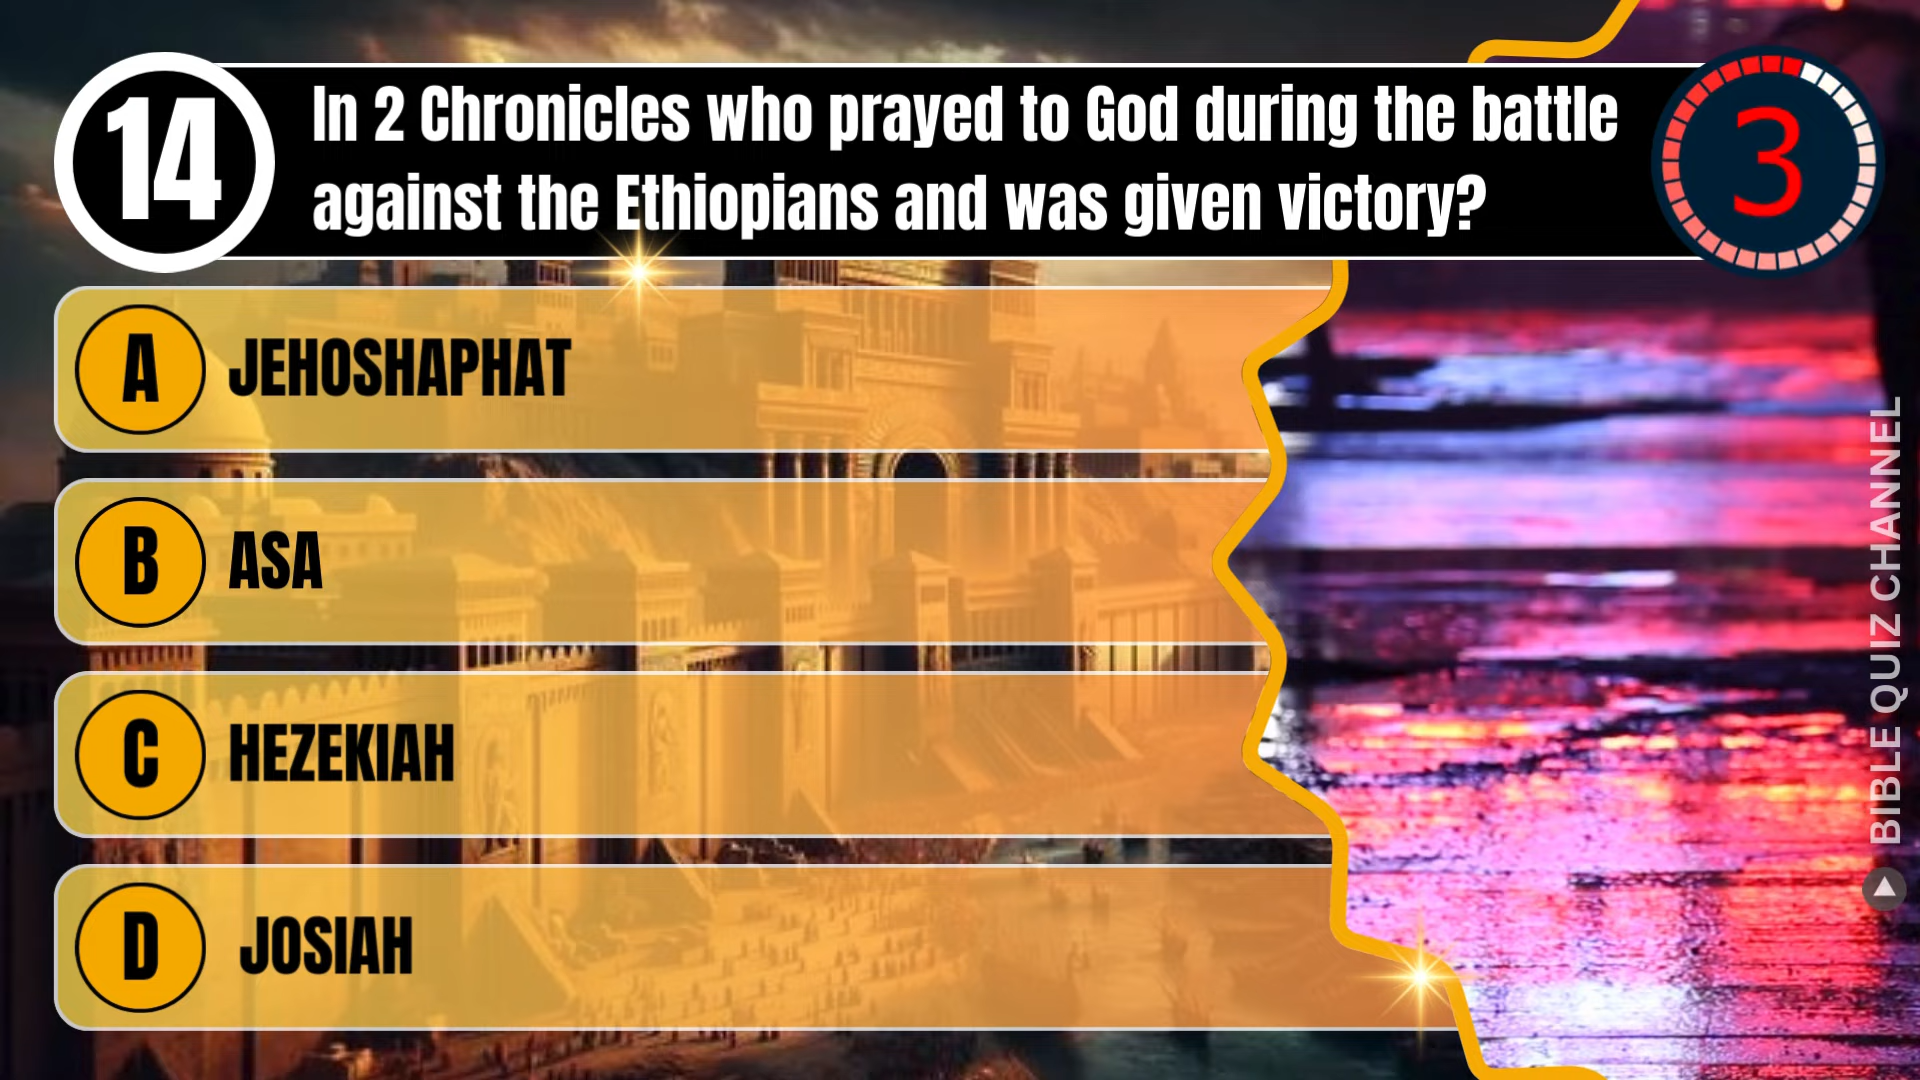 14
In 2 Chronicles who prayed to God during the battle
against the Ethiopians and was given victory?
3
A JEHOSHAPHAT
B ASA
C HEZEKIAH
D JOSIAH
BIBLE QUIZ CHANNEL